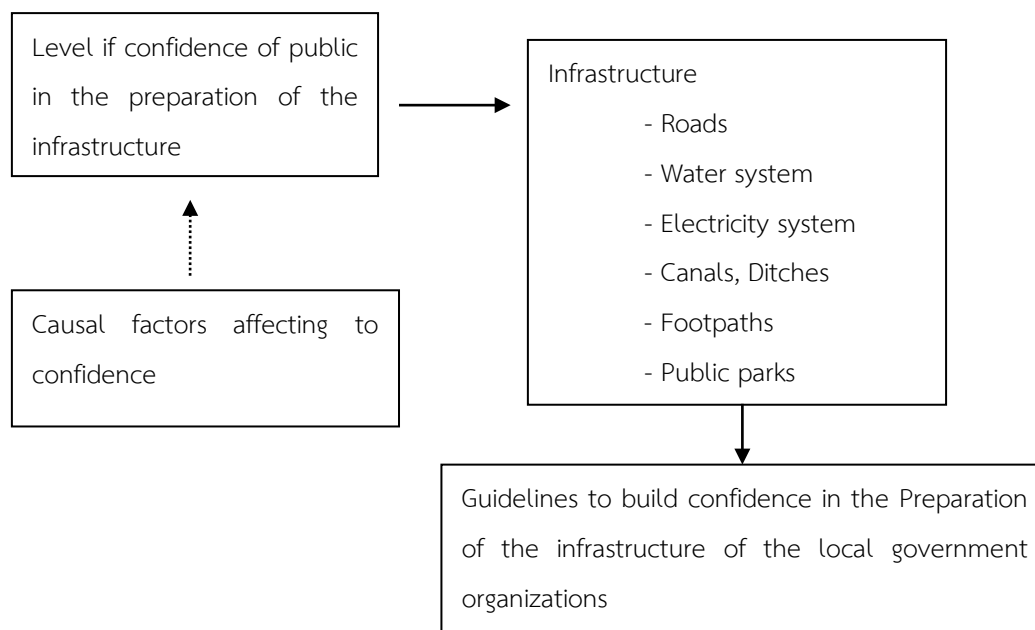 Level if confidence of public
in the preparation of the
infrastructure
Infrastructure
- Roads
- Water system
- Electricity system
- Canals, Ditches
- Footpaths
- Public parks
Causal factors affecting to
confidence
Guidelines to build confidence in the Preparation
of the infrastructure of the local government
organizations